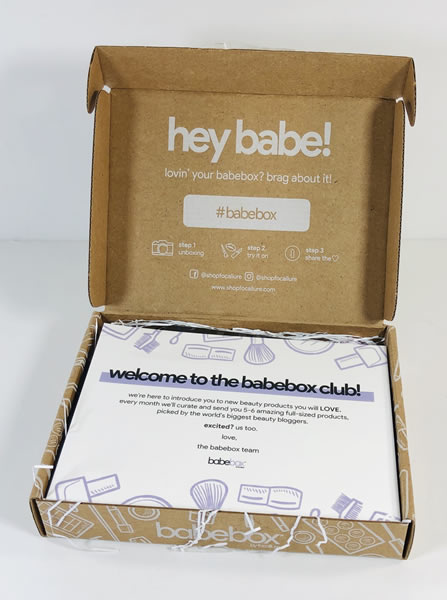 hey babe!
lovin' your babebox? brag about it!
#babebox
step 1
unboxing
step 2
try it on
step 3
share the
@shopfocallure @shopfocallure
www.shopfocallure.com
welcome to the babebox club!
we're here to introduce you to new beauty products you will LOVE.
every month we'll curate and send you 5-6 amazing full-sized products,
picked by the world's biggest beauty bloggers.
excited? us too.
love,
the babebox team
babebox
babebox